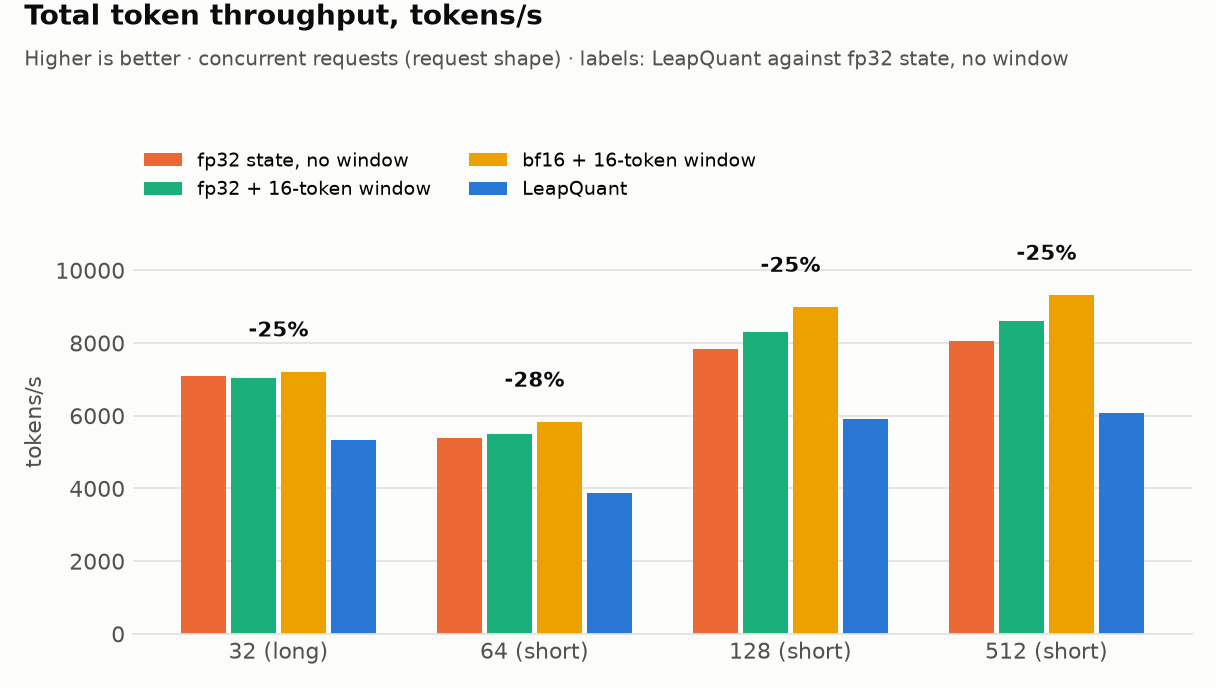 Total token throughput, tokens/s
Higher is better · concurrent requests (request shape) · labels: LeapQuant against fp32 state, no window
fp32 state, no window
bf16 + 16-token window
fp32 + 16-token window
LeapQuant
tokens/s
10000
8000
6000
4000
2000
0
-25%
-28%
-25%
-25%
32 (long)
64 (short)
128 (short)
512 (short)